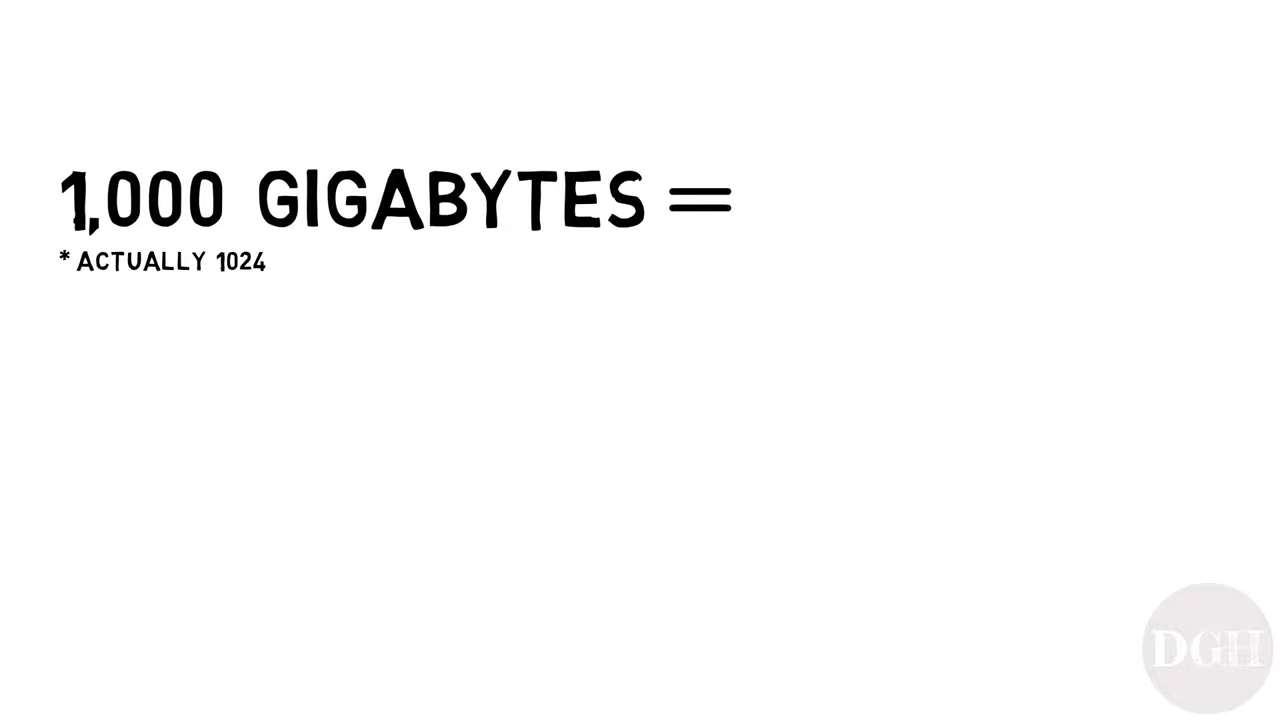 1,000 GIGABYTES =
* ACTUALLY 1024
DGH